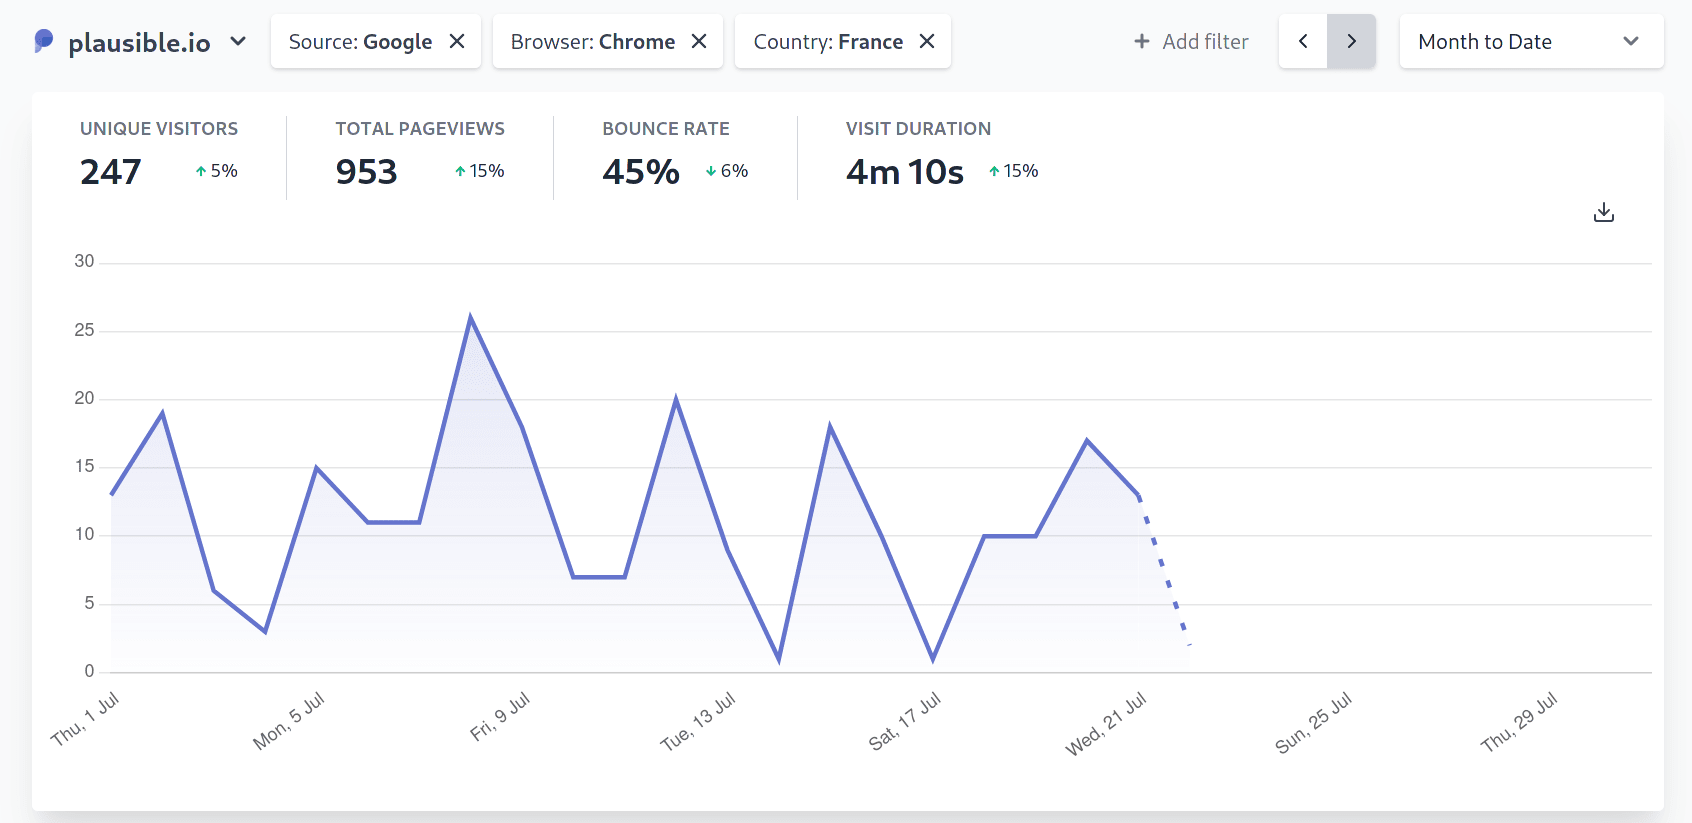 plausible.io
Source: Google
Browser: Chrome
Country: France
Add filter
Month to Date
UNIQUE VISITORS
247
5%
TOTAL PAGEVIEWS
953
15%
BOUNCE RATE
45%
6%
VISIT DURATION
4m 10s
15%
30
25
20
15
10
5
0
Thu, 1 Jul
Mon, 5 Jul
Fri, 9 Jul
Tue, 13 Jul
Sat, 17 Jul
Wed, 21 Jul
Sun, 25 Jul
Thu, 29 Jul